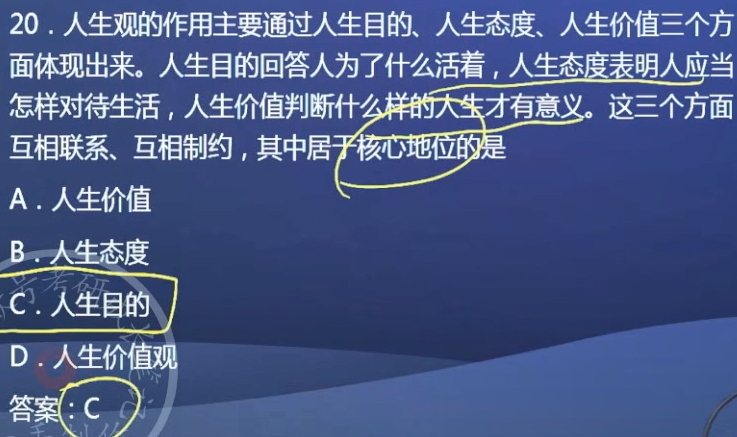 20．人生观的作用主要通过人生目的、人生态度、人生价值三个方
面体现出来。人生目的回答人为了什么活着，人生态度表明人应当
怎样对待生活，人生价值判断什么样的人生才有意义。这三个方面
互相联系、互相制约，其中居于核心地位的是
A．人生价值
B．人生态度
C．人生目的
D．人生价值观
答案：C